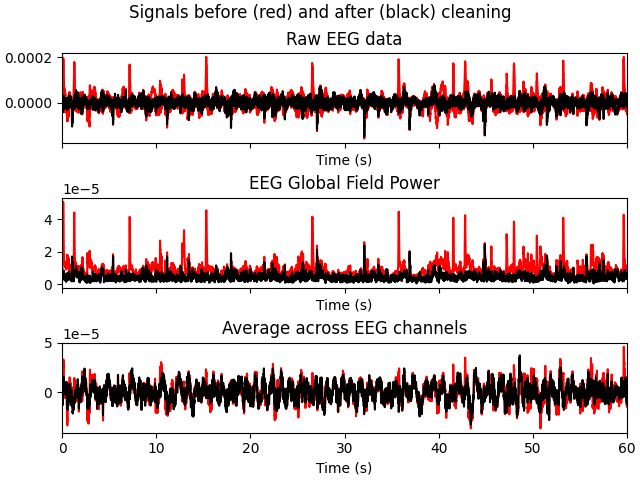 Signals before (red) and after (black) cleaning
Raw EEG data
0.0002
0.0000
Time (s)
EEG Global Field Power
1e−5
4
2
0
Time (s)
Average across EEG channels
1e−5
5
0
0 10 20 30 40 50 60
Time (s)